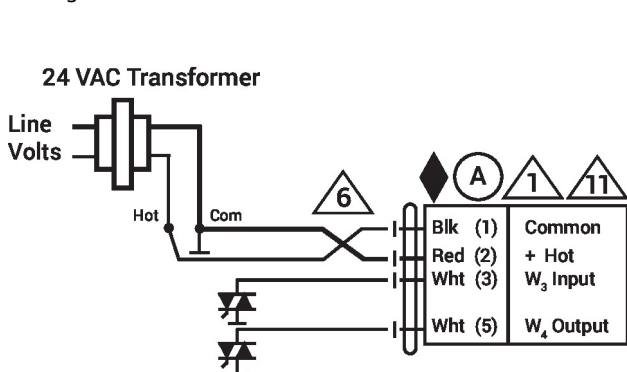 24 VAC Transformer
Line
Volts
Hot
Com
6
A
1
11
Blk (1) Common
Red (2) + Hot
Wht (3) W₃ Input
Wht (5) W₄ Output